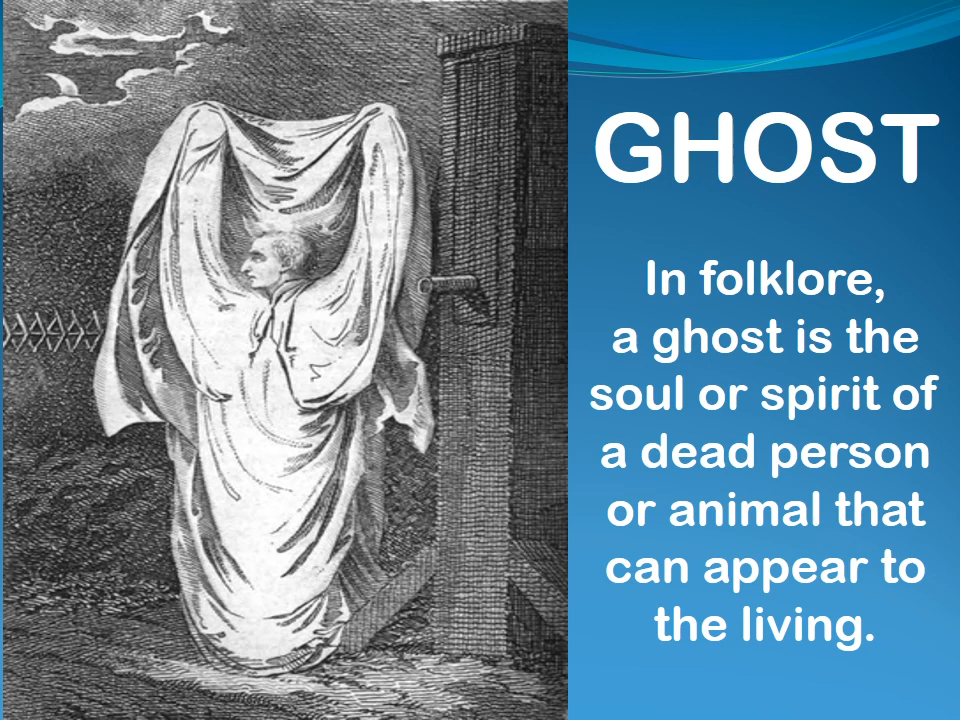 GHOST
In folklore,
a ghost is the
soul or spirit of
a dead person
or animal that
can appear to
the living.